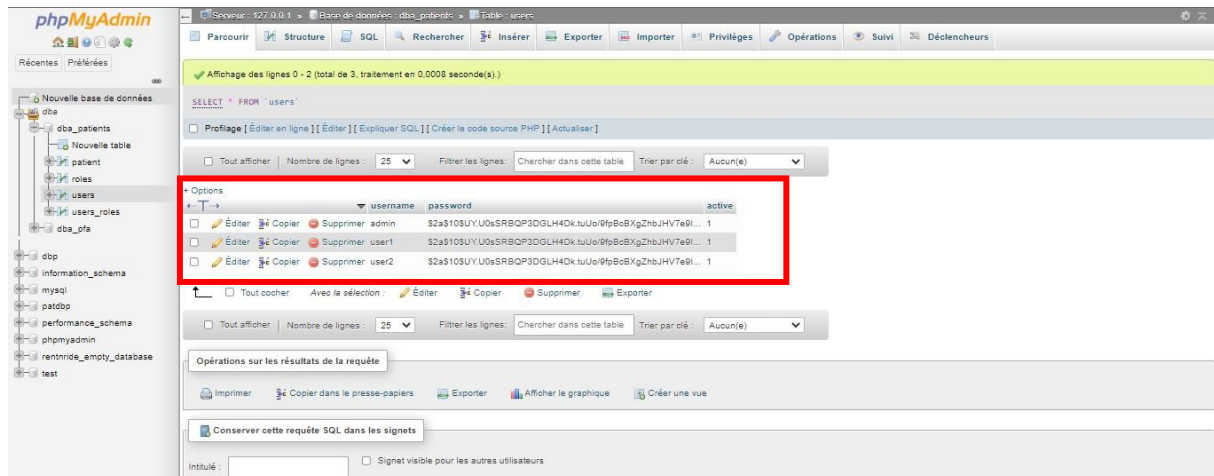 phpMyAdmin
Récentes Préférées
Nouvelle base de données
dba
dba_patients
Nouvelle table
patient
roles
users
users_roles
dba_pfa
dbp
information_schema
mysql
patdbp
performance_schema
phpmyadmin
rentnride_empty_database
test
Serveur : 127.0.0.1 » Base de données : dba_patients » Table : users
Parcourir Structure SQL Rechercher Insérer Exporter Importer Privilèges Opérations Suivi Déclencheurs
Affichage des lignes 0 - 2 (total de 3, traitement en 0,0008 seconde(s).)
SELECT * FROM `users`
Profilage [ Éditer en ligne ] [ Éditer ] [ Expliquer SQL ] [ Créer le code source PHP ] [ Actualiser ]
Tout afficher | Nombre de lignes : 25 Filtrer les lignes: Chercher dans cette table Trier par clé : Aucun(e)
+ Options
←T→ username password active
Éditer Copier Supprimer admin $2a$10$UY.U0sSRBQP3DGLH4Dk.tuUo/9fpBcBXgZhbJHV7e9l... 1
Éditer Copier Supprimer user1 $2a$10$UY.U0sSRBQP3DGLH4Dk.tuUo/9fpBcBXgZhbJHV7e9l... 1
Éditer Copier Supprimer user2 $2a$10$UY.U0sSRBQP3DGLH4Dk.tuUo/9fpBcBXgZhbJHV7e9l... 1
Tout cocher Avec la sélection : Éditer Copier Supprimer Exporter
Tout afficher | Nombre de lignes : 25 Filtrer les lignes: Chercher dans cette table Trier par clé : Aucun(e)
Opérations sur les résultats de la requête
Imprimer Copier dans le presse-papiers Exporter Afficher le graphique Créer une vue
Conserver cette requête SQL dans les signets
Intitulé : Signet visible pour les autres utilisateurs